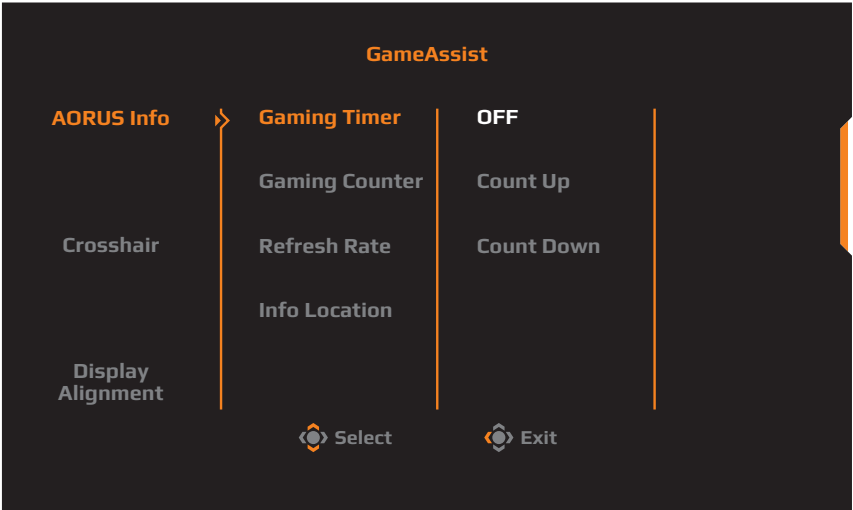 GameAssist
AORUS Info
Gaming Timer
OFF
Gaming Counter
Count Up
Crosshair
Refresh Rate
Count Down
Info Location
Display
Alignment
Select
Exit